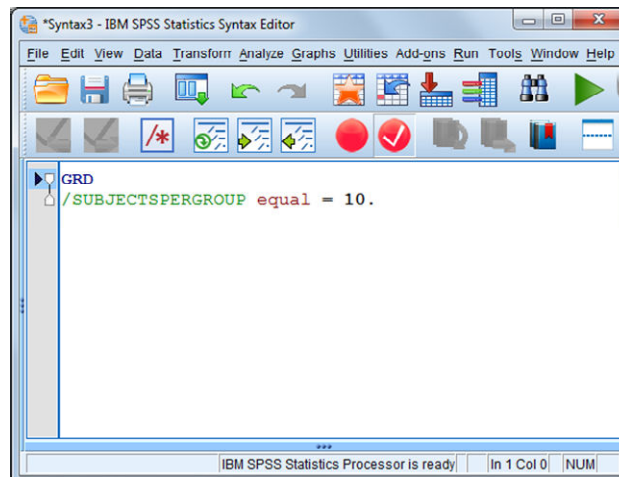 *Syntax3 - IBM SPSS Statistics Syntax Editor
File Edit View Data Transform Analyze Graphs Utilities Add-ons Run Tools Window Help
/*
GRD
/SUBJECTSPERGROUP equal = 10.
IBM SPSS Statistics Processor is ready In 1 Col 0 NUM